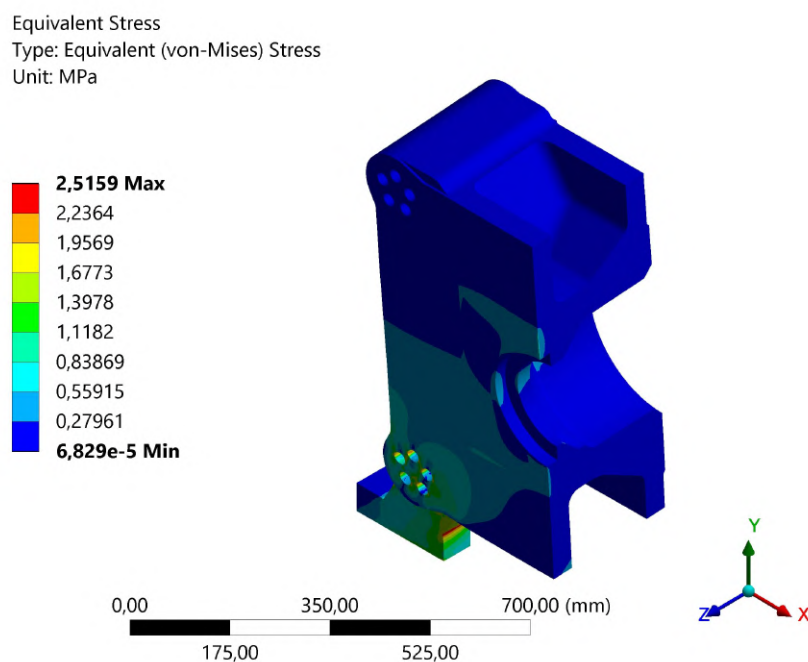 Equivalent Stress
Type: Equivalent (von-Mises) Stress
Unit: MPa
2,5159 Max
2,2364
1,9569
1,6773
1,3978
1,1182
0,83869
0,55915
0,27961
6,829e-5 Min
0,00 350,00 700,00 (mm)
175,00 525,00
Y
Z X